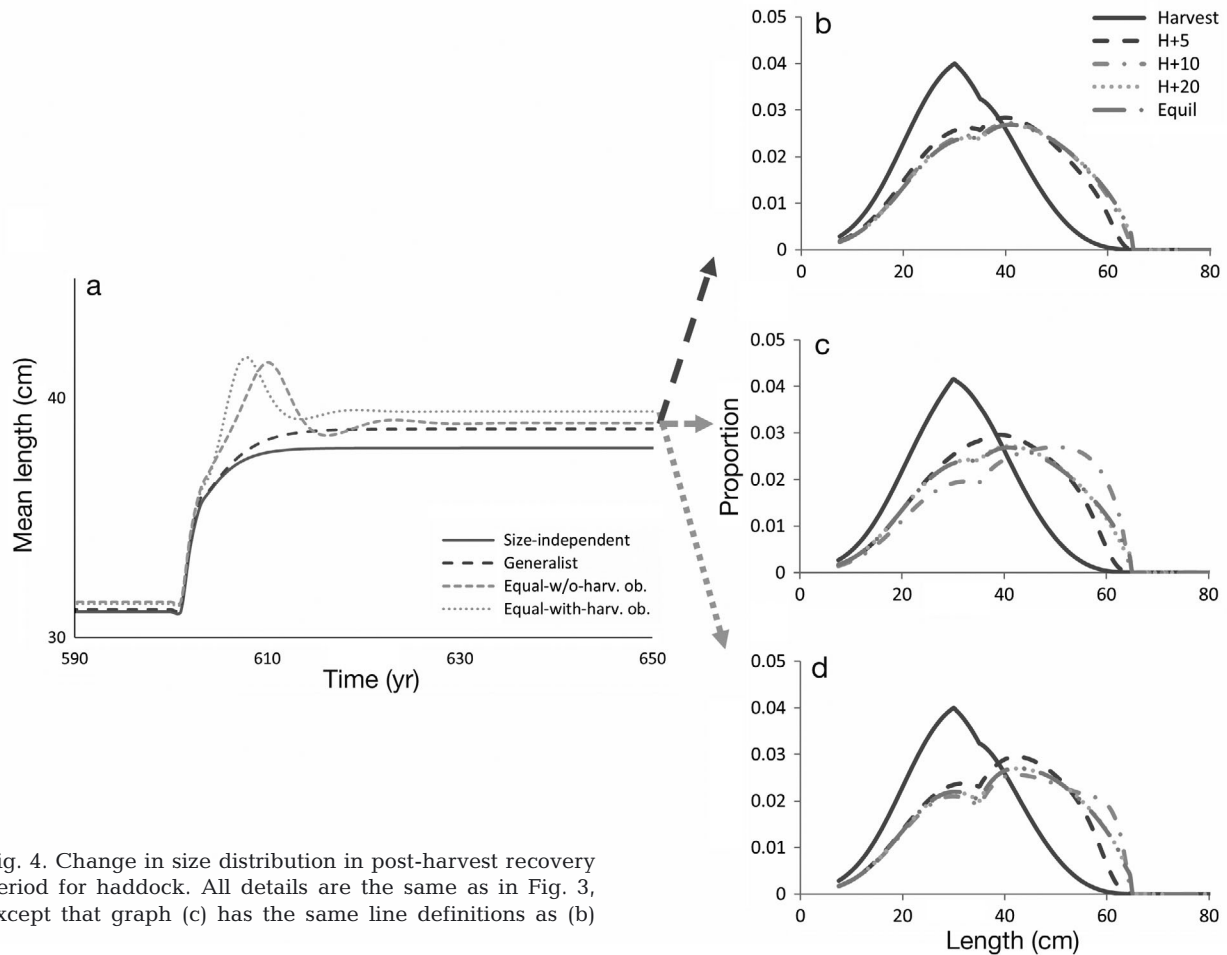 a
Mean length (cm)
40
30
590
610
630
650
Time (yr)
Size-independent
Generalist
Equal-w/o-harv. ob.
Equal-with-harv. ob.
b
0.05
0.04
0.03
0.02
0.01
0
0
20
40
60
80
Harvest
H+5
H+10
H+20
Equil
c
Proportion
0.05
0.04
0.03
0.02
0.01
0
0
20
40
60
80
d
0.05
0.04
0.03
0.02
0.01
0
0
20
40
60
80
Length (cm)
ig. 4. Change in size distribution in post-harvest recovery
eriod for haddock. All details are the same as in Fig. 3,
xcept that graph (c) has the same line definitions as (b)